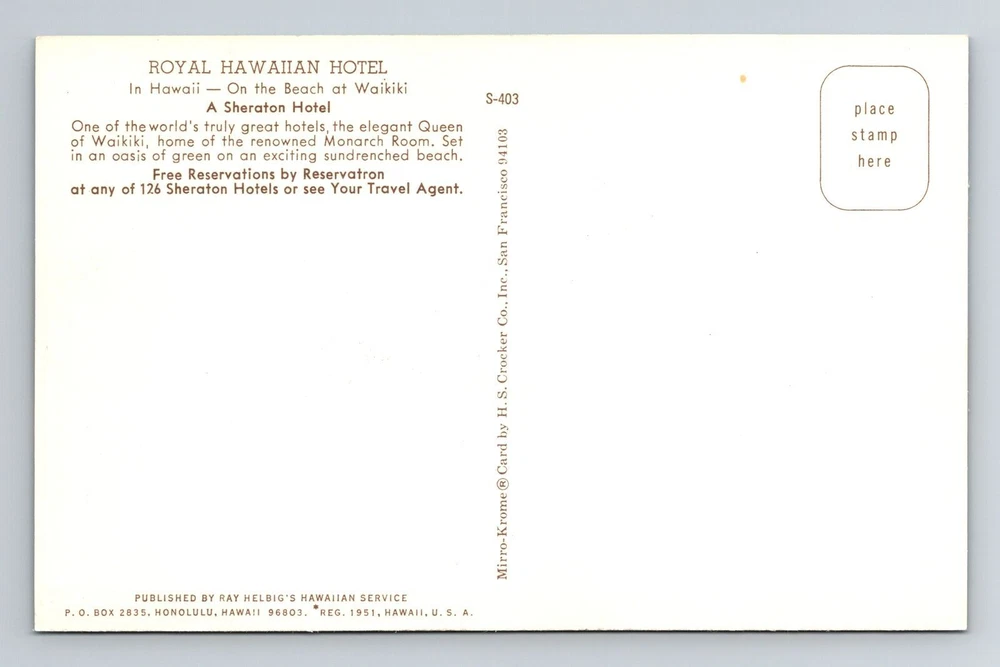 ROYAL HAWAIIAN HOTEL
In Hawaii — On the Beach at Waikiki
A Sheraton Hotel
One of the world's truly great hotels, the elegant Queen
of Waikiki, home of the renowned Monarch Room. Set
in an oasis of green on an exciting sundrenched beach.
Free Reservations by Reservatron
at any of 126 Sheraton Hotels or see Your Travel Agent.
PUBLISHED BY RAY HELBIG'S HAWAIIAN SERVICE
P. O. BOX 2835, HONOLULU, HAWAII 96803. *REG. 1951, HAWAII, U. S. A.
S-403
Mirro-Krome® Card by H. S. Crocker Co., Inc., San Francisco 94103
place
stamp
here